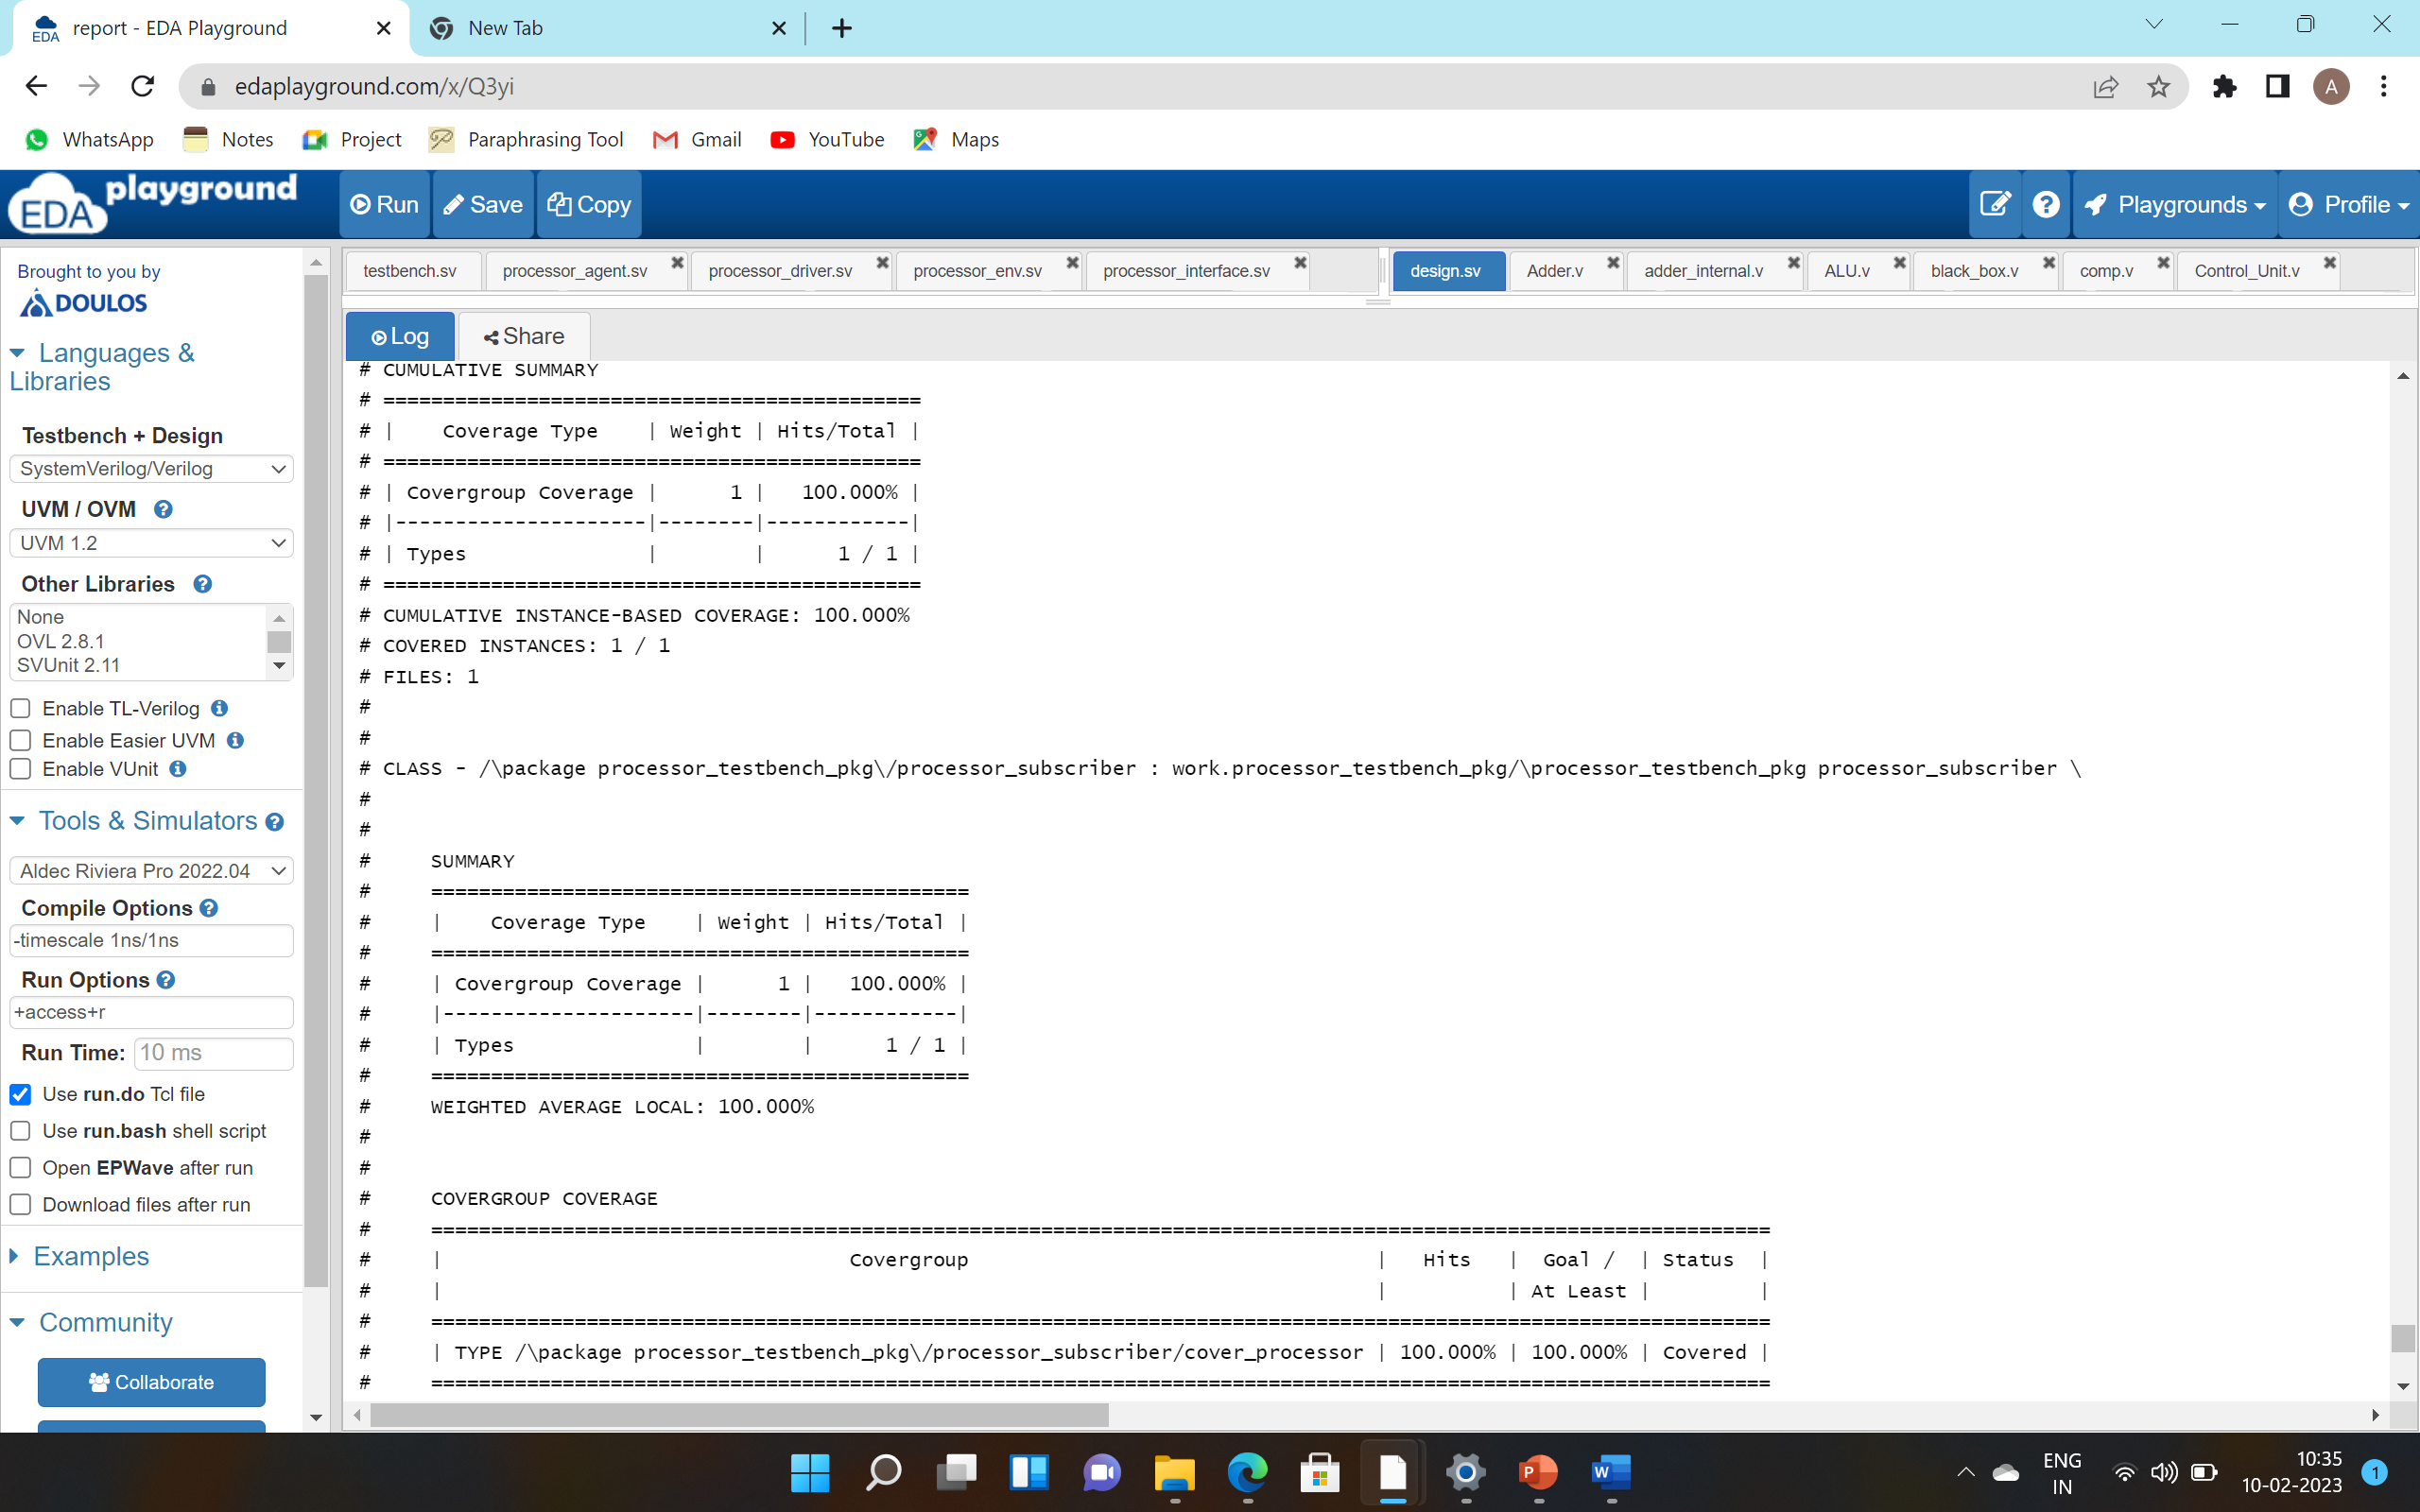 report - EDA Playground
New Tab
edaplayground.com/x/Q3yi
A
WhatsApp Notes Project Paraphrasing Tool Gmail YouTube Maps
EDA playground
Run Save Copy
Playgrounds Profile
Brought to you by
DOULOS
Languages &
Libraries
Testbench + Design
SystemVerilog/Verilog
UVM / OVM
UVM 1.2
Other Libraries
None
OVL 2.8.1
SVUnit 2.11
Enable TL-Verilog
Enable Easier UVM
Enable VUnit
Tools & Simulators
Aldec Riviera Pro 2022.04
Compile Options
-timescale 1ns/1ns
Run Options
+access+r
Run Time: 10 ms
Use run.do Tcl file
Use run.bash shell script
Open EPWave after run
Download files after run
Examples
Community
Collaborate
testbench.sv processor_agent.sv processor_driver.sv processor_env.sv processor_interface.sv
design.sv Adder.v adder_internal.v ALU.v black_box.v comp.v Control_Unit.v
Log Share
# CUMULATIVE SUMMARY
# =============================================
# |    Coverage Type    | Weight | Hits/Total |
# =============================================
# | Covergroup Coverage |      1 |   100.000% |
# |---------------------|--------|------------|
# | Types               |        |      1 / 1 |
# =============================================
# CUMULATIVE INSTANCE-BASED COVERAGE: 100.000%
# COVERED INSTANCES: 1 / 1
# FILES: 1
#
#
# CLASS - /\package processor_testbench_pkg\/processor_subscriber : work.processor_testbench_pkg/\processor_testbench_pkg processor_subscriber \
#
#
#     SUMMARY
#     =============================================
#     |    Coverage Type    | Weight | Hits/Total |
#     =============================================
#     | Covergroup Coverage |      1 |   100.000% |
#     |---------------------|--------|------------|
#     | Types               |        |      1 / 1 |
#     =============================================
#     WEIGHTED AVERAGE LOCAL: 100.000%
#
#
#     COVERGROUP COVERAGE
#     ================================================================================================================
#     |                                  Covergroup                                  |   Hits   |  Goal /  | Status  |
#     |                                                                              |          | At Least |         |
#     ================================================================================================================
#     | TYPE /\package processor_testbench_pkg\/processor_subscriber/cover_processor | 100.000% | 100.000% | Covered |
#     ================================================================================================================
ENG
IN
10:35
10-02-2023
1